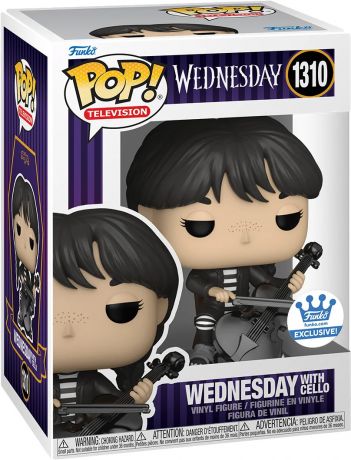 Funko
POP!
TELEVISION
WEDNESDAY
1310
Funko
funko.com
EXCLUSIVE!
WEDNESDAY WITH CELLO
VINYL FIGURE / FIGURINE EN VINYLE
FIGURA DE VINIL
WARNING: CHOKING HAZARD.
ATTENTION: DANGER D'ÉTOUFFEMENT.
ADVERTENCIA: PELIGRO DE ASFIXIA.